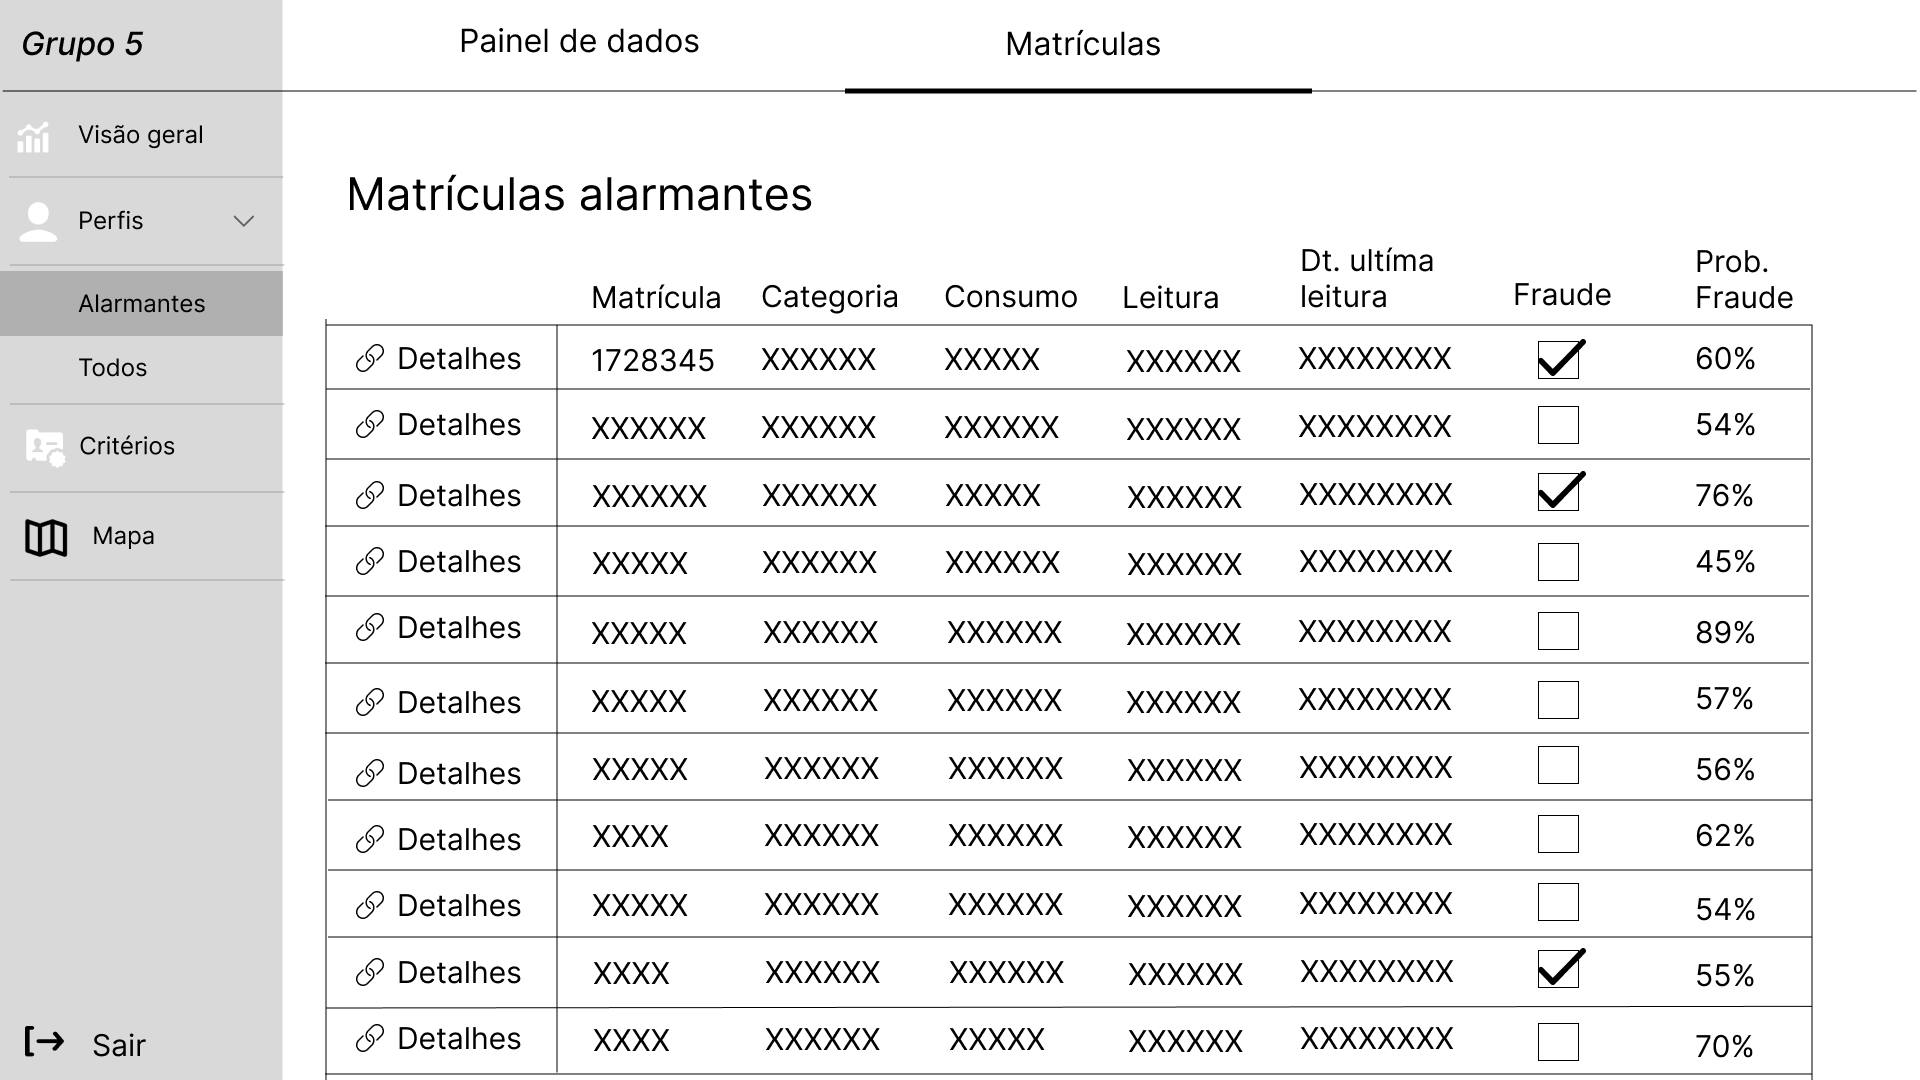 Grupo 5
Painel de dados
Matrículas
Visão geral
Perfis
Alarmantes
Todos
Critérios
Mapa
Sair
Matrículas alarmantes
Matrícula Categoria Consumo Leitura Dt. ultíma leitura Fraude Prob. Fraude
Detalhes 1728345 XXXXXX XXXXX XXXXXX XXXXXXXX 60%
Detalhes XXXXXX XXXXXX XXXXXX XXXXXX XXXXXXXX 54%
Detalhes XXXXXX XXXXXX XXXXX XXXXXX XXXXXXXX 76%
Detalhes XXXXX XXXXXX XXXXXX XXXXXX XXXXXXXX 45%
Detalhes XXXXX XXXXXX XXXXXX XXXXXX XXXXXXXX 89%
Detalhes XXXXX XXXXXX XXXXXX XXXXXX XXXXXXXX 57%
Detalhes XXXXX XXXXXX XXXXXX XXXXXX XXXXXXXX 56%
Detalhes XXXX XXXXXX XXXXXX XXXXXX XXXXXXXX 62%
Detalhes XXXXX XXXXXX XXXXXX XXXXXX XXXXXXXX 54%
Detalhes XXXX XXXXXX XXXXXX XXXXXX XXXXXXXX 55%
Detalhes XXXX XXXXXX XXXXX XXXXXX XXXXXXXX 70%